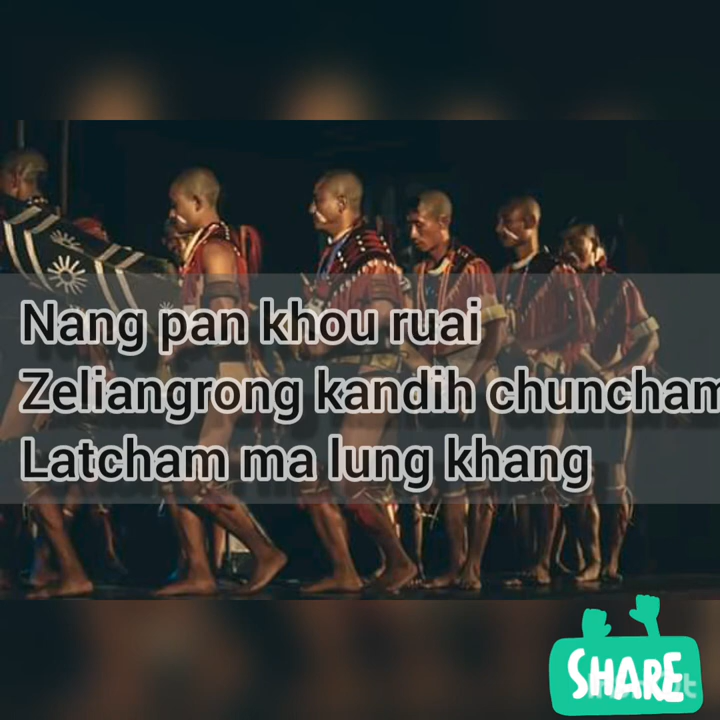 Nang pan khou ruai
Zeliangrong kandih chuncham
Latcham ma lung khang
SHARE